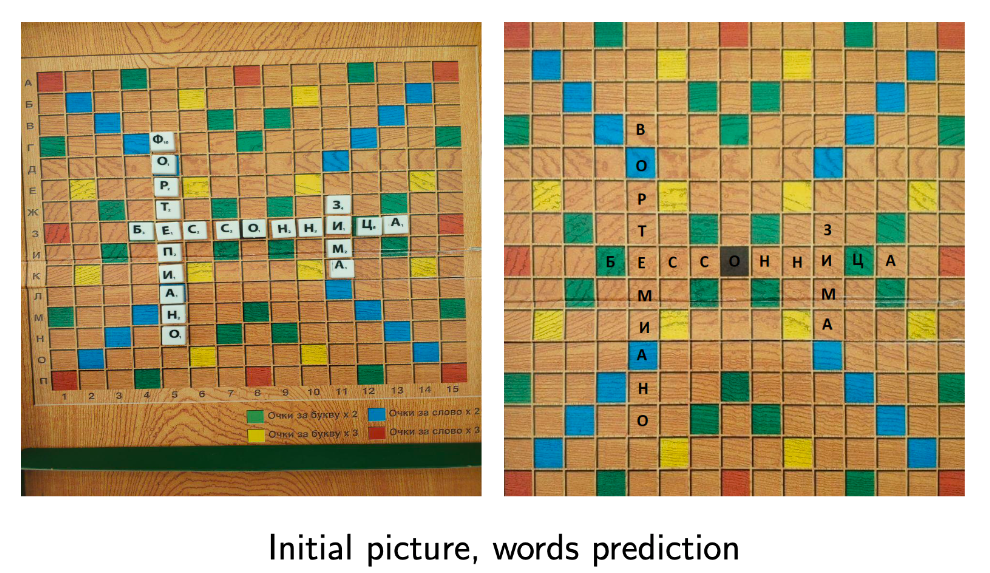 А
Б
В
Г Ф
Д О
Е Р
Ж Т З
З Б Е С С О Н Н И Ц А
И П М
К И А
Л А
М Н
Н О
О
П
1 2 3 4 5 6 7 8 9 10 11 12 13 14 15
Очки за букву х 2 Очки за слово х 2
Очки за букву х 3 Очки за слово х 3
В
О
Р
Т З
Б Е С С О Н Н И Ц А
М М
И А
А
Н
О
Initial picture, words prediction